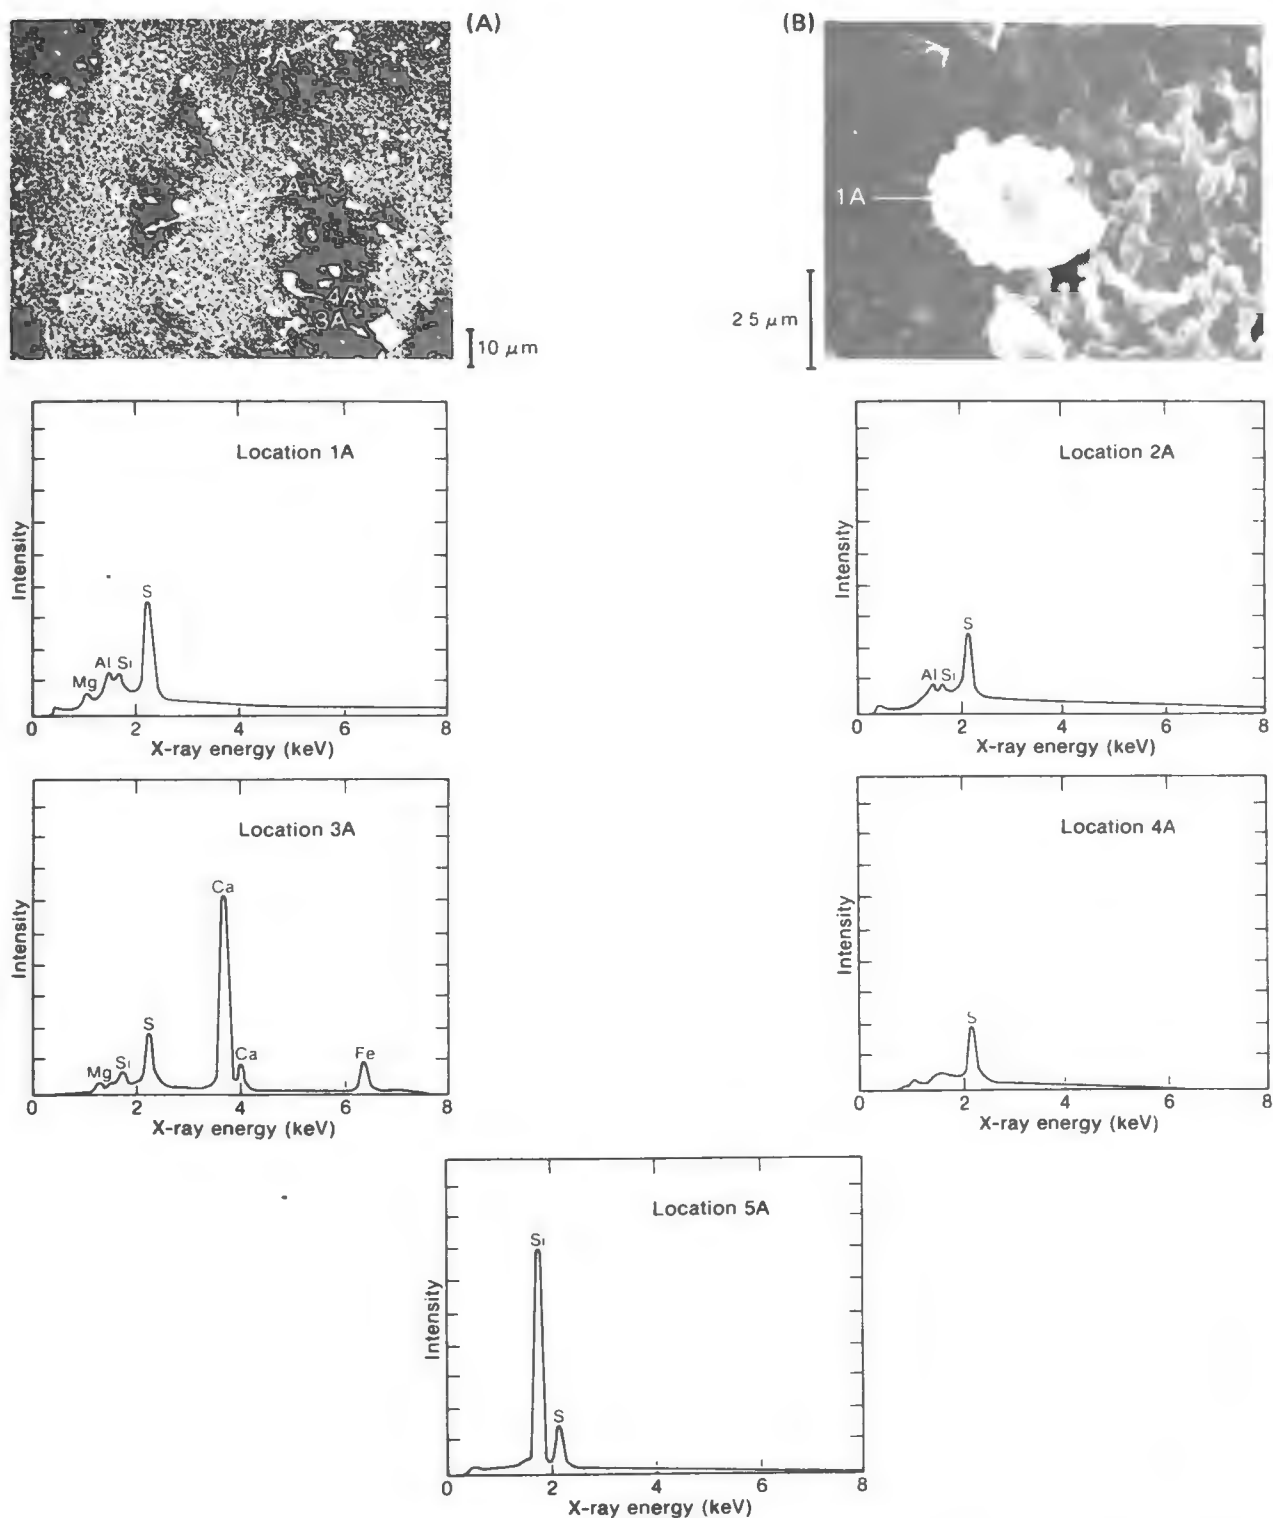 (A)
(B)
A
A
A
4A
3A
10 μm
1A
25 μm
Location 1A
Intensity
S
Al Si
Mg
0 2 4 6 8
X-ray energy (keV)
Location 2A
Intensity
S
Al Si
0 2 4 6 8
X-ray energy (keV)
Location 3A
Intensity
Ca
S
Si
Mg
Ca
Fe
0 2 4 6 8
X-ray energy (keV)
Location 4A
Intensity
S
0 2 4 6 8
X-ray energy (keV)
Location 5A
Intensity
Si
S
0 2 4 6 8
X-ray energy (keV)